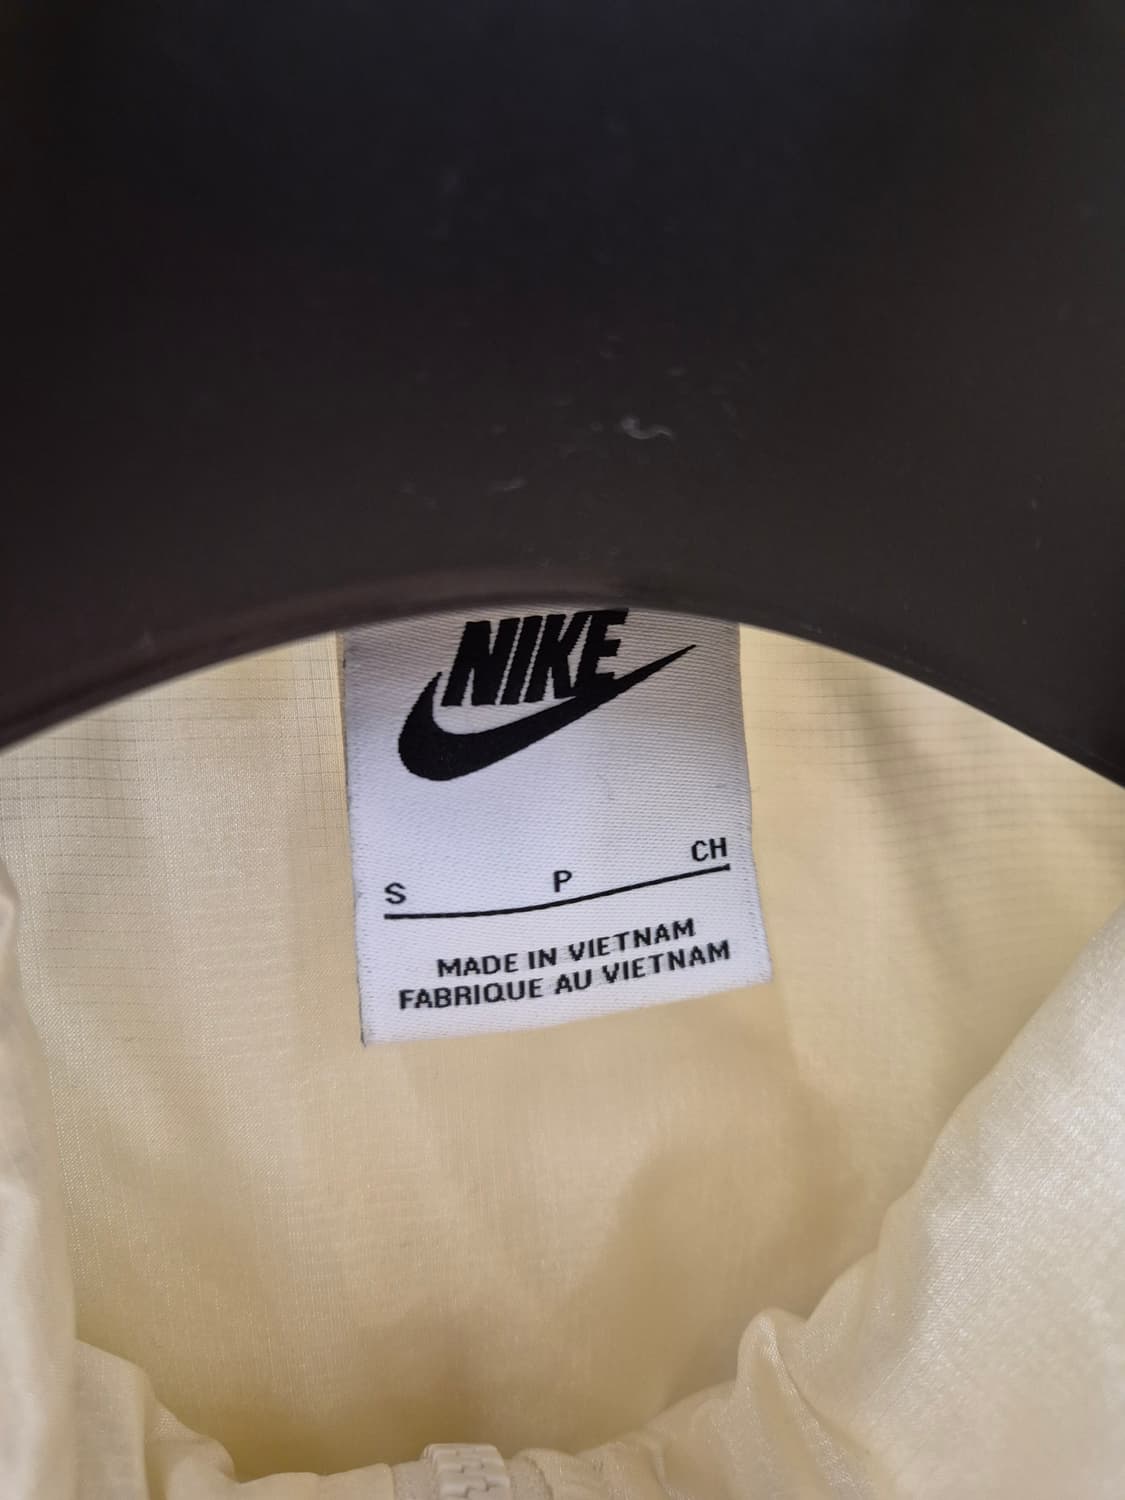 NIKE
S P CH
MADE IN VIETNAM
FABRIQUE AU VIETNAM